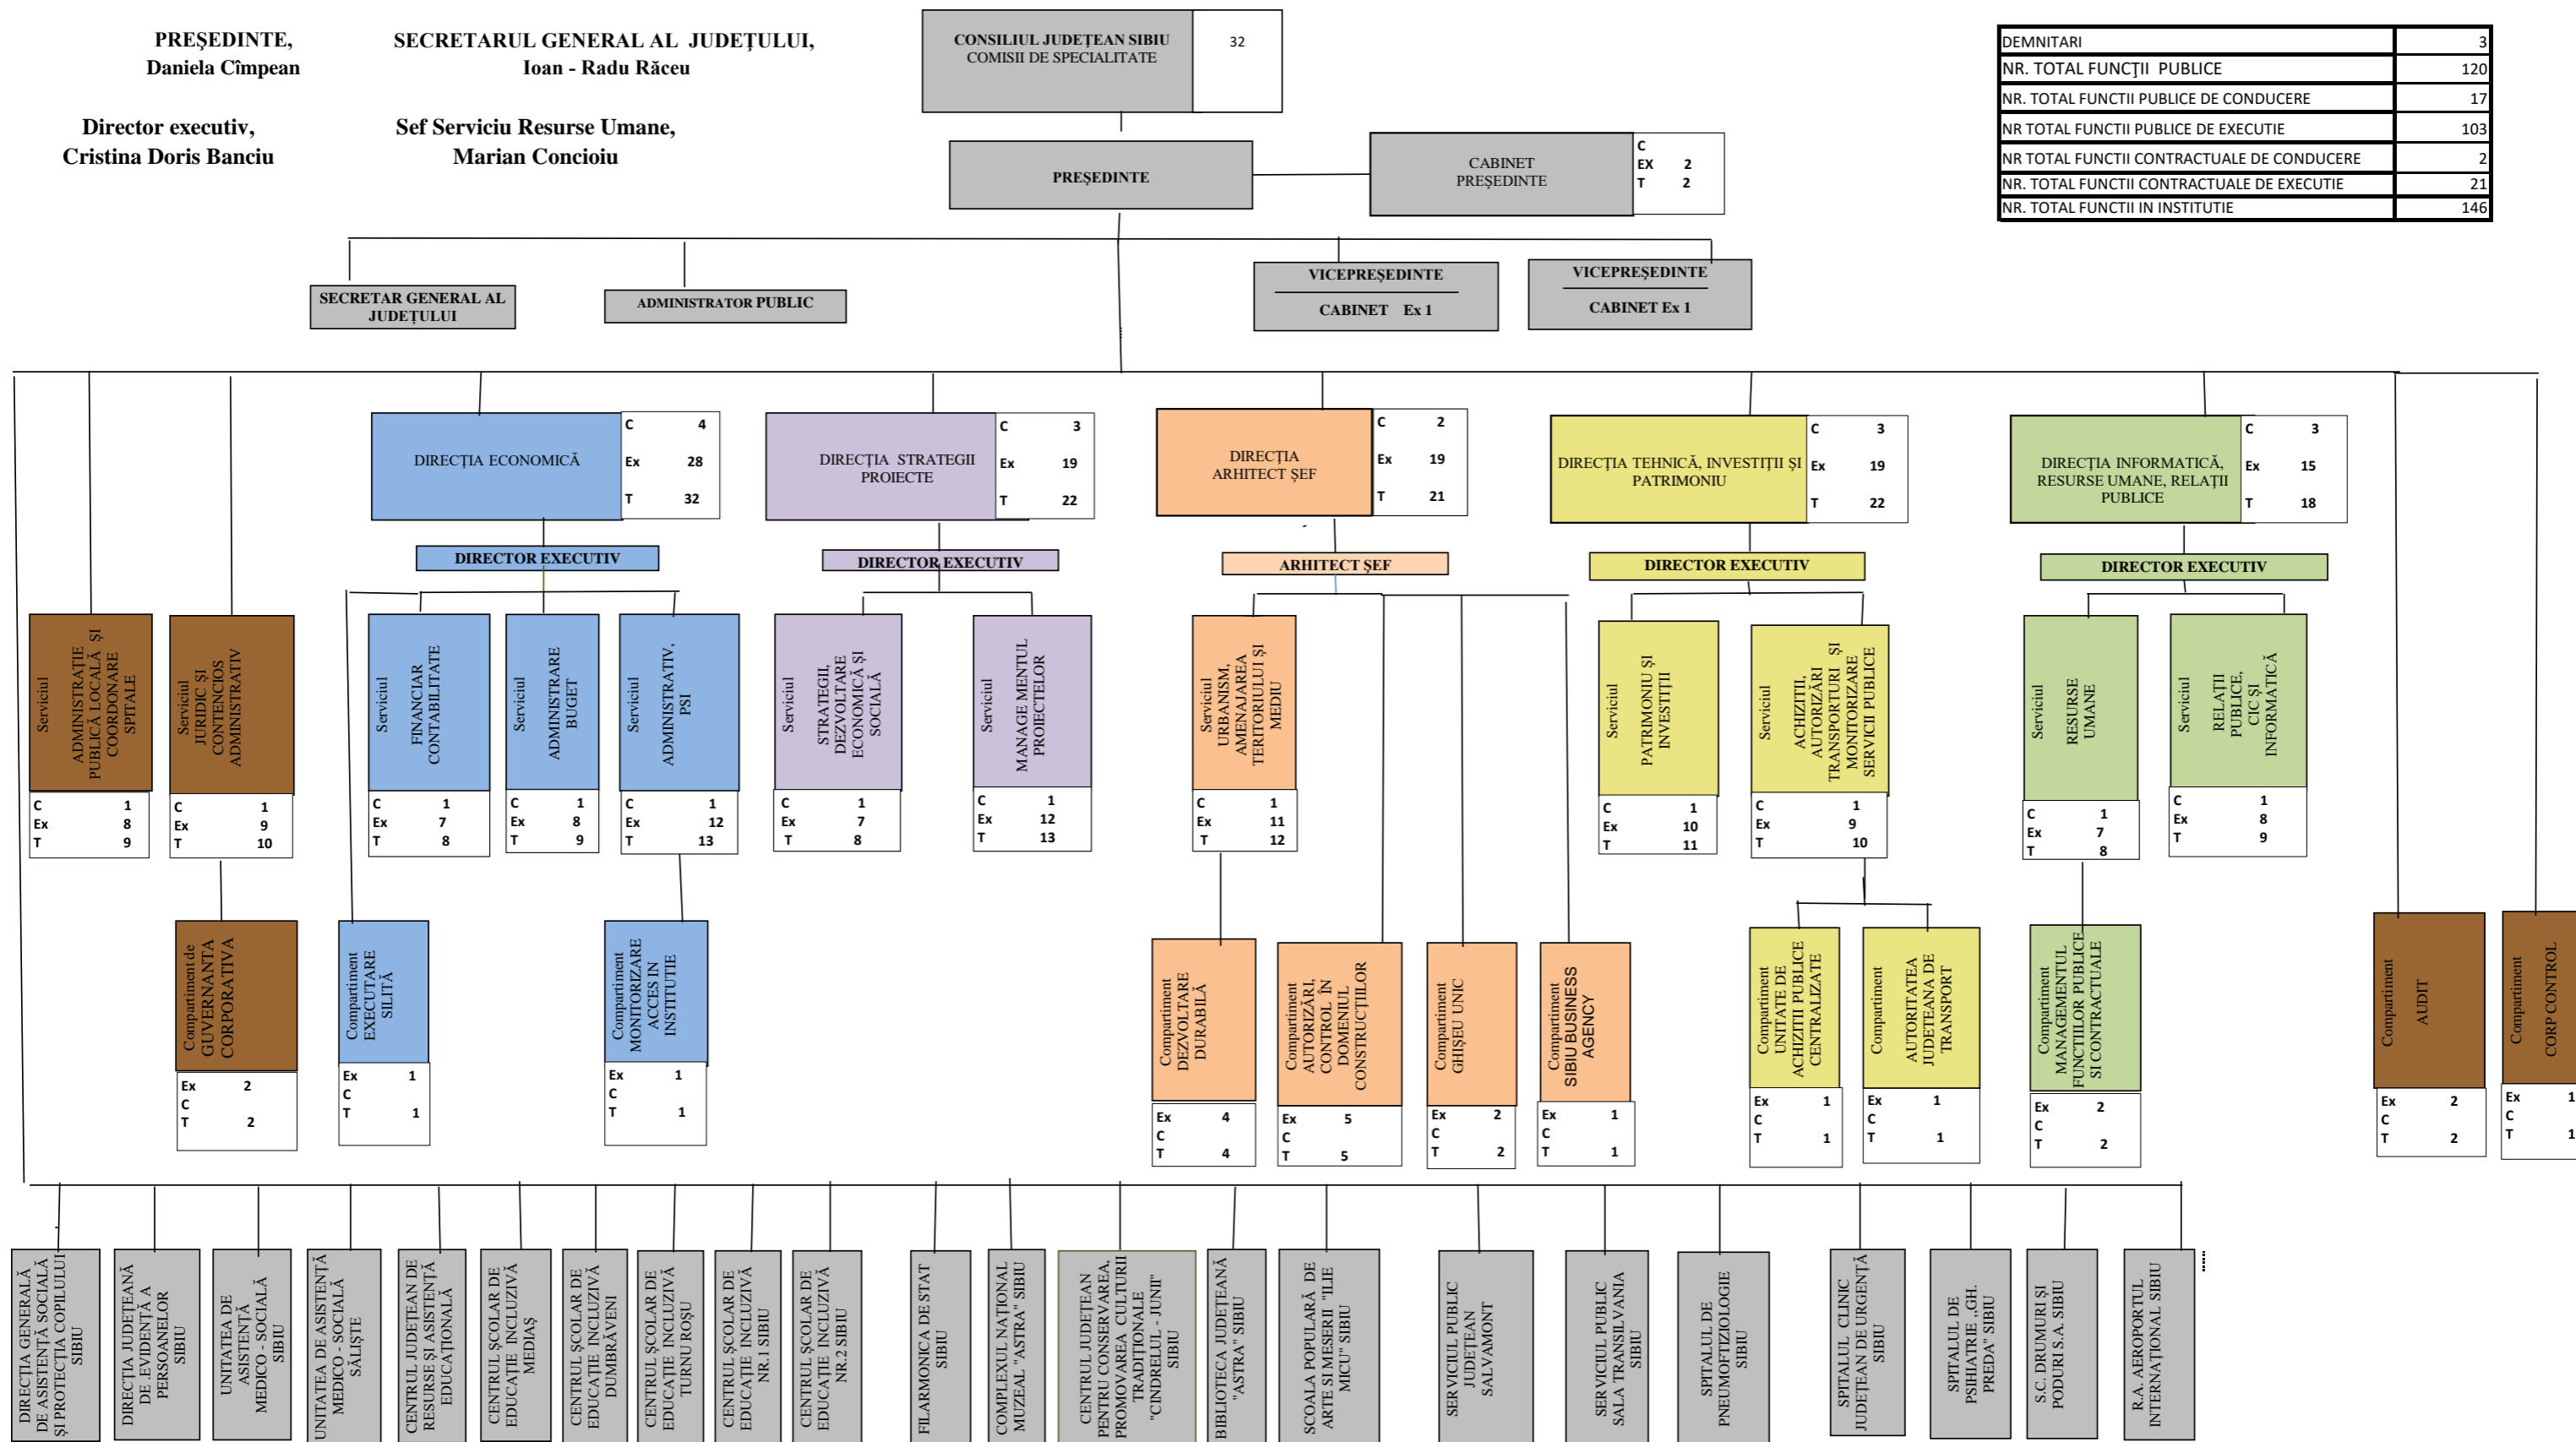 PREŞEDINTE,
Daniela Cîmpean
SECRETARUL GENERAL AL JUDEŢULUI,
Ioan - Radu Răceu
Director executiv,
Cristina Doris Banciu
Sef Serviciu Resurse Umane,
Marian Concioiu
CONSILIUL JUDEȚEAN SIBIU
COMISII DE SPECIALITATE
32
DEMNITARI 3
NR. TOTAL FUNCŢII PUBLICE 120
NR. TOTAL FUNCTII PUBLICE DE CONDUCERE 17
NR TOTAL FUNCTII PUBLICE DE EXECUTIE 103
NR TOTAL FUNCTII CONTRACTUALE DE CONDUCERE 2
NR. TOTAL FUNCTII CONTRACTUALE DE EXECUTIE 21
NR. TOTAL FUNCTII IN INSTITUTIE 146
PREŞEDINTE
CABINET
PREŞEDINTE
C
EX 2
T 2
SECRETAR GENERAL AL
JUDEȚULUI
ADMINISTRATOR PUBLIC
VICEPREŞEDINTE
CABINET Ex 1
VICEPREŞEDINTE
CABINET Ex 1
DIRECŢIA ECONOMICĂ
C 4
Ex 28
T 32
DIRECŢIA STRATEGII
PROIECTE
C 3
Ex 19
T 22
DIRECŢIA
ARHITECT ŞEF
C 2
Ex 19
T 21
DIRECŢIA TEHNICĂ, INVESTIŢII ŞI
PATRIMONIU
C 3
Ex 19
T 22
DIRECŢIA INFORMATICĂ,
RESURSE UMANE, RELAŢII
PUBLICE
C 3
Ex 15
T 18
DIRECTOR EXECUTIV
DIRECTOR EXECUTIV
ARHITECT ŞEF
DIRECTOR EXECUTIV
DIRECTOR EXECUTIV
Serviciul
ADMINISTRAŢIE
PUBLICĂ LOCALĂ ŞI
COORDONARE
SPITALE
C 1
Ex 8
T 9
Serviciul
JURIDIC ŞI
CONTENCIOS
ADMINISTRATIV
C 1
Ex 9
T 10
Serviciul
FINANCIAR
CONTABILITATE
C 1
Ex 7
T 8
Serviciul
ADMINISTRARE
BUGET
C 1
Ex 8
T 9
Serviciul
ADMINISTRATIV,
PSI
C 1
Ex 12
T 13
Serviciul
STRATEGII,
DEZVOLTARE
ECONOMICĂ ŞI
SOCIALĂ
C 1
Ex 7
T 8
Serviciul
MANAGE MENTUL
PROIECTELOR
C 1
Ex 12
T 13
Serviciul
URBANISM,
AMENAJAREA
TERITORIULUI ŞI
MEDIU
C 1
Ex 11
T 12
Serviciul
PATRIMONIU ŞI
INVESTIŢII
C 1
Ex 10
T 11
Serviciul
ACHIZITII,
AUTORIZĂRI
TRANSPORTURI ŞI
MONITORIZARE
SERVICII PUBLICE
C 1
Ex 9
T 10
Serviciul
RESURSE
UMANE
C 1
Ex 7
T 8
Serviciul
RELAŢII
PUBLICE,
CIC ŞI
INFORMATICĂ
C 1
Ex 8
T 9
Compartiment de
GUVERNANTA
CORPORATIVA
Ex 2
C
T 2
Compartiment
EXECUTARE
SILITĂ
Ex 1
C
T 1
Compartiment
MONITORIZARE
ACCES IN
INSTITUTIE
Ex 1
C
T 1
Compartiment
DEZVOLTARE
DURABILĂ
Ex 4
C
T 4
Compartiment
AUTORIZĂRI,
CONTROL ÎN
DOMENIUL
CONSTRUCŢIILOR
Ex 5
C
T 5
Compartiment
GHIŞEU UNIC
Ex 2
C
T 2
Compartiment
SIBIU BUSINESS
AGENCY
Ex 1
C
T 1
Compartiment
UNITATE DE
ACHIZITII PUBLICE
CENTRALIZATE
Ex 1
C
T 1
Compartiment
AUTORITATEA
JUDETEANA DE
TRANSPORT
Ex 1
C
T 1
Compartiment
MANAGEMENTUL
FUNCTIILOR PUBLICE
SI CONTRACTUALE
Ex 2
C
T 2
Compartiment
AUDIT
Ex 2
C
T 2
Compartiment
CORP CONTROL
Ex 1
C
T 1
DIRECŢIA GENERALĂ
DE ASISTENŢĂ SOCIALĂ
ŞI PROTECŢIA COPILULUI
SIBIU
DIRECŢIA JUDEŢEANĂ
DE EVIDENŢĂ A
PERSOANELOR
SIBIU
UNITATEA DE
ASISTENŢĂ
MEDICO - SOCIALĂ
SIBIU
UNITATEA DE ASISTENŢĂ
MEDICO - SOCIALĂ
SĂLIŞTE
CENTRUL JUDEŢEAN DE
RESURSE ŞI ASISTENŢĂ
EDUCAŢIONALĂ
CENTRUL ŞCOLAR DE
EDUCAŢIE INCLUZIVĂ
MEDIAŞ
CENTRUL ŞCOLAR DE
EDUCAŢIE INCLUZIVĂ
DUMBRĂVENI
CENTRUL ŞCOLAR DE
EDUCAŢIE INCLUZIVĂ
TURNU ROŞU
CENTRUL ŞCOLAR DE
EDUCAŢIE INCLUZIVĂ
NR.1 SIBIU
CENTRUL ŞCOLAR DE
EDUCAŢIE INCLUZIVĂ
NR.2 SIBIU
FILARMONICA DE STAT
SIBIU
COMPLEXUL NAŢIONAL
MUZEAL "ASTRA" SIBIU
CENTRUL JUDEŢEAN
PENTRU CONSERVAREA,
PROMOVAREA CULTURII
TRADIŢIONALE
"CINDRELUL - JUNII"
SIBIU
BIBLIOTECA JUDEŢEANĂ
"ASTRA" SIBIU
SCOALA POPULARĂ DE
ARTE SI MESERII "ILIE
MICU" SIBIU
SERVICIUL PUBLIC
JUDEŢEAN
SALVAMONT
SERVICIUL PUBLIC
SALA TRANSILVANIA
SIBIU
SPITALUL DE
PNEUMOFTIZIOLOGIE
SIBIU
SPITALUL CLINIC
JUDEŢEAN DE URGENŢĂ
SIBIU
SPITALUL DE
PSIHIATRIE „GH.
PREDA" SIBIU
S.C. DRUMURI ŞI
PODURI S.A. SIBIU
R.A. AEROPORTUL
INTERNAŢIONAL SIBIU